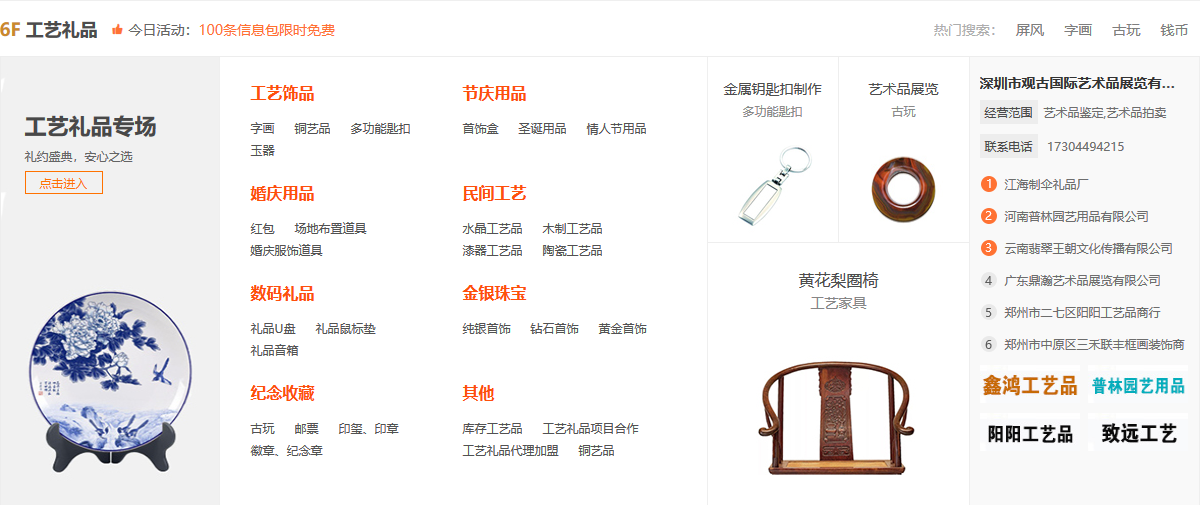 6F 工艺礼品 今日活动：100条信息包限时免费
热门搜索： 屏风 字画 古玩 钱币
工艺礼品专场
礼约盛典，安心之选
点击进入
工艺饰品
字画 铜艺品 多功能匙扣
玉器
节庆用品
首饰盒 圣诞用品 情人节用品
婚庆用品
红包 场地布置道具
婚庆服饰道具
民间工艺
水晶工艺品 木制工艺品
漆器工艺品 陶瓷工艺品
数码礼品
礼品U盘 礼品鼠标垫
礼品音箱
金银珠宝
纯银首饰 钻石首饰 黄金首饰
纪念收藏
古玩 邮票 印玺、印章
徽章、纪念章
其他
库存工艺品 工艺礼品项目合作
工艺礼品代理加盟 铜艺品
金属钥匙扣制作
多功能匙扣
艺术品展览
古玩
黄花梨圈椅
工艺家具
深圳市观古国际艺术品展览有...
经营范围 艺术品鉴定,艺术品拍卖
联系电话 17304494215
1 江海制伞礼品厂
2 河南普林园艺用品有限公司
3 云南翡翠王朝文化传播有限公司
4 广东鼎瀚艺术品展览有限公司
5 郑州市二七区阳阳工艺品商行
6 郑州市中原区三禾联丰框画装饰商
鑫鸿工艺品 普林园艺用品
阳阳工艺品 致远工艺